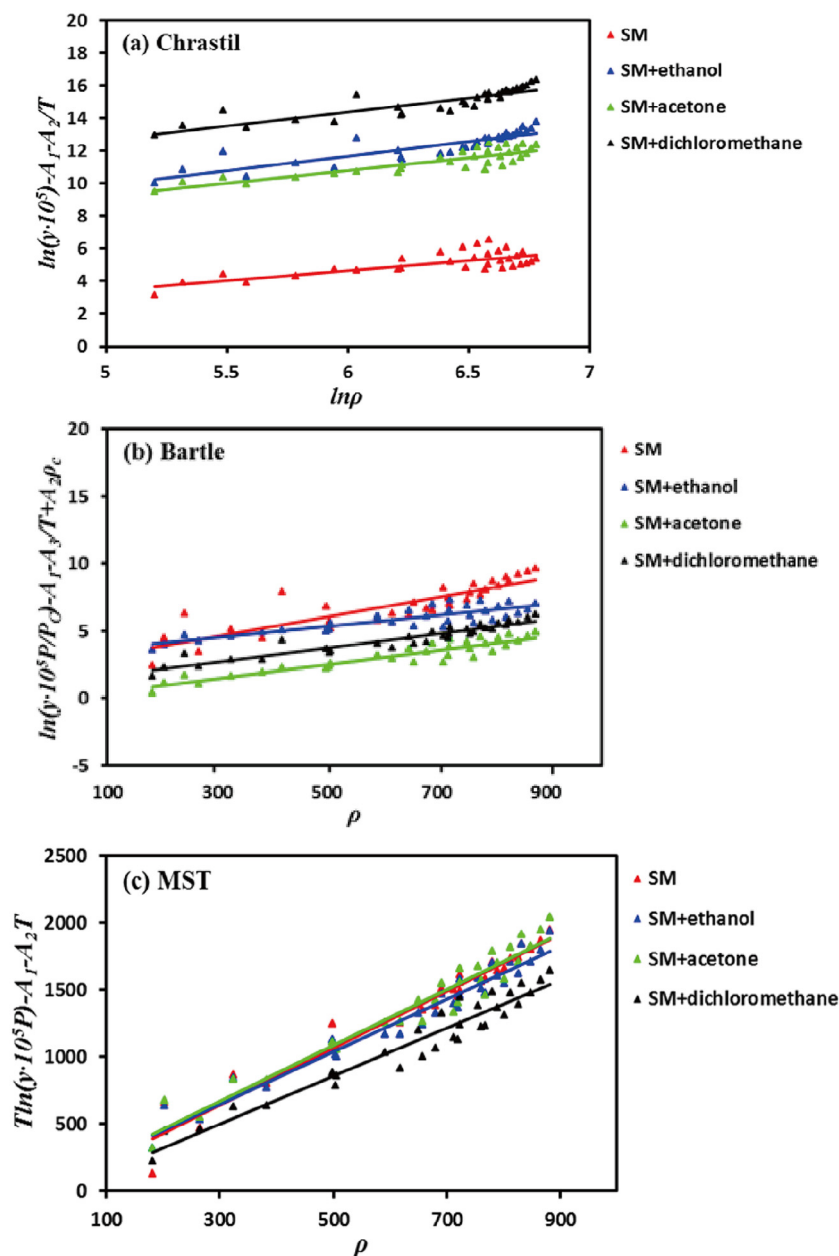 (a) Chrastil
ln(y·10⁵)-A₁-A₂/T
18
16
14
12
10
8
6
4
2
0
5
5.5
6
6.5
7
lnρ
SM
SM+ethanol
SM+acetone
SM+dichloromethane
(b) Bartle
ln(y·10⁵P/P_C)-A₁-A₃/T+A₂ρ_c
20
15
10
5
0
-5
100
300
500
700
900
ρ
SM
SM+ethanol
SM+acetone
SM+dichloromethane
(c) MST
Tln(y·10⁵P)-A₁-A₂T
2500
2000
1500
1000
500
0
100
300
500
700
900
ρ
SM
SM+ethanol
SM+acetone
SM+dichloromethane